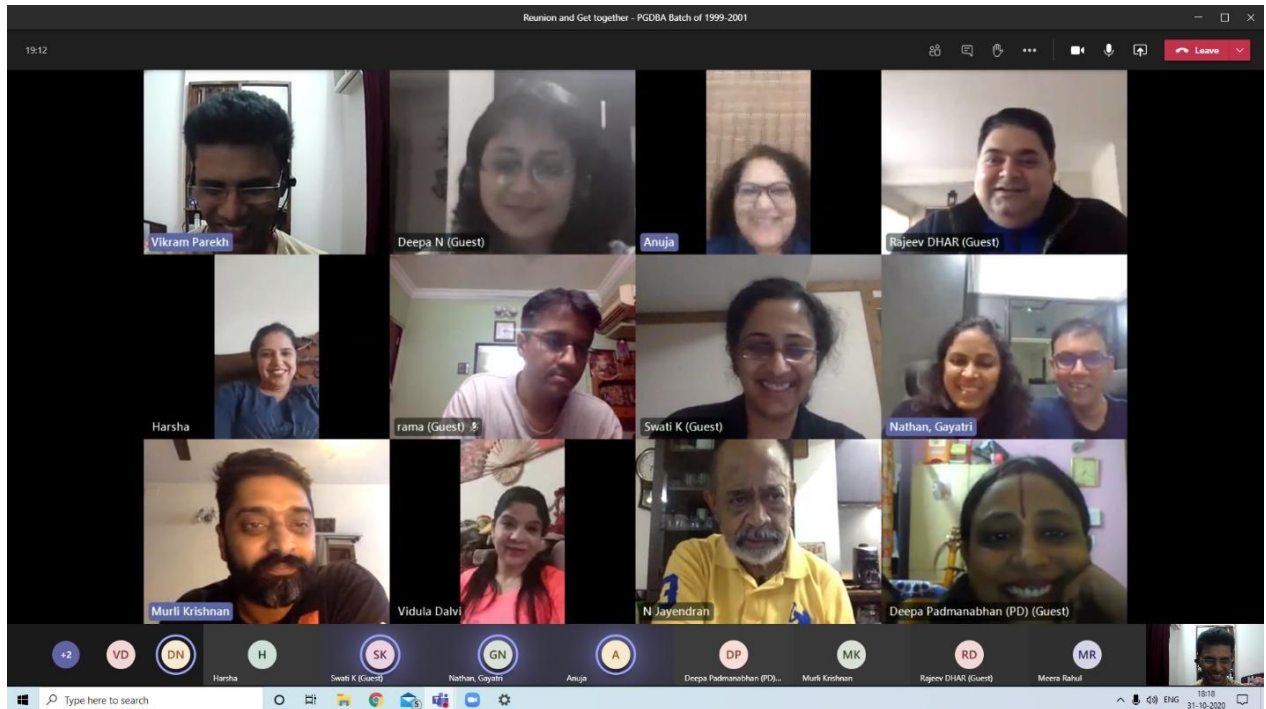 Reunion and Get together - PGDBA Batch of 1999-2001
19:12
Leave
Vikram Parekh
Deepa N (Guest)
Anuja
Rajeev DHAR (Guest)
Harsha
rama (Guest)
Swati K (Guest)
Nathan, Gayatri
Murli Krishnan
Vidula Dalvi
3
N Jayendran
Deepa Padmanabhan (PD) (Guest)
+2
VD
DN
H
SK
GN
A
DP
MK
RD
MR
Harsha
Swati K (Guest)
Nathan, Gayatri
Anuja
Deepa Padmanabhan (PD)...
Murli Krishnan
Rajeev DHAR (Guest)
Meera Rahul
Type here to search
5
ENG
18:18
31-10-2020